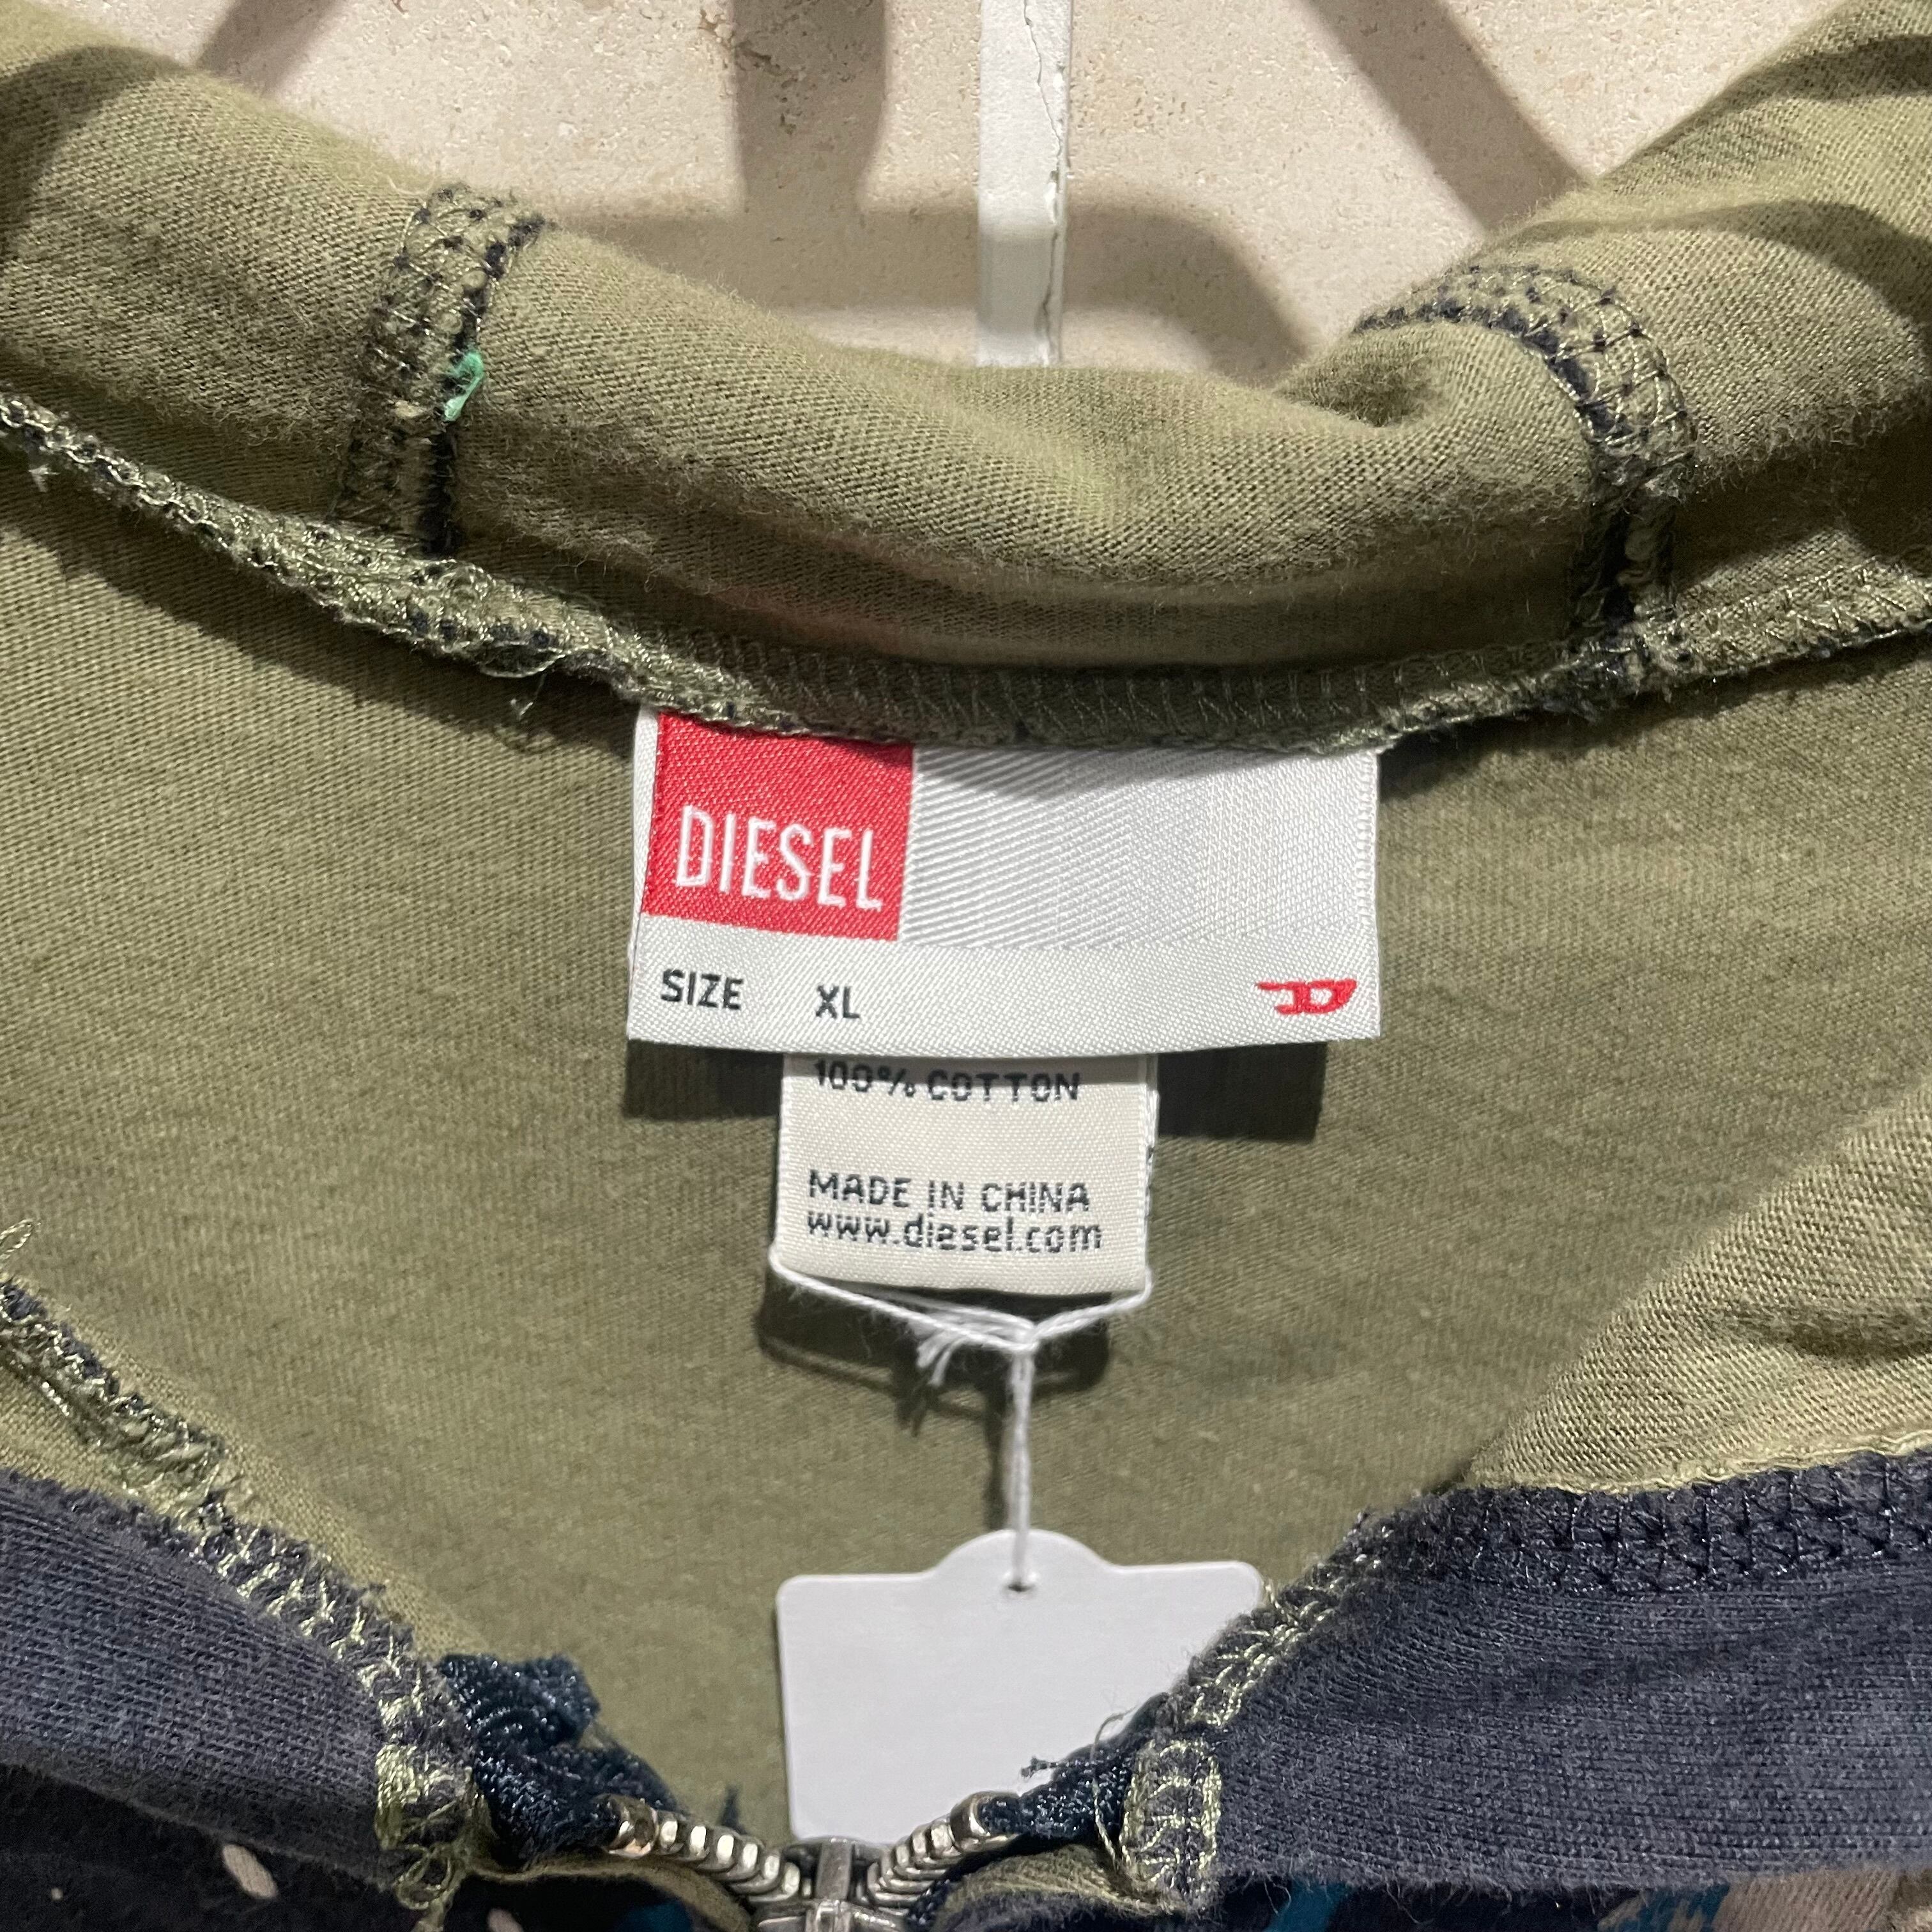 DIESEL
SIZE XL
100% COTTON
MADE IN CHINA
www.diesel.com